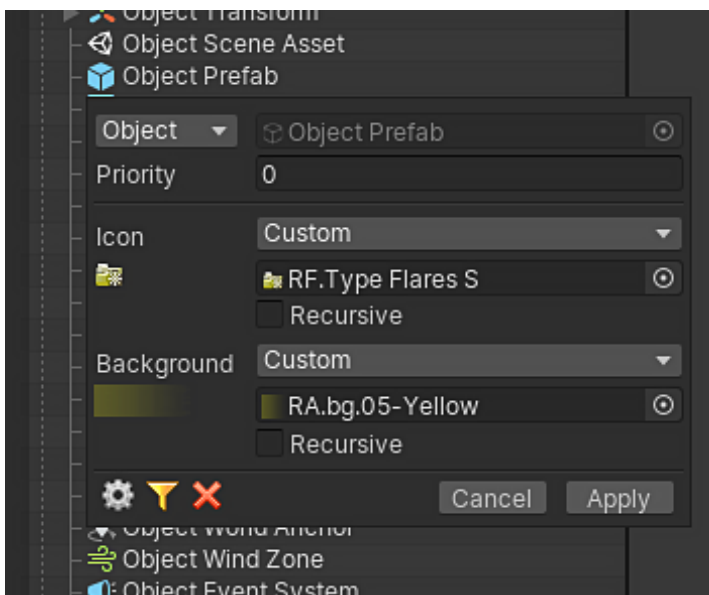 Object Transform
Object Scene Asset
Object Prefab
Object Object Prefab
Priority 0
Icon Custom
RF.Type Flares S
Recursive
Background Custom
RA.bg.05-Yellow
Recursive
Cancel Apply
Object World Anchor
Object Wind Zone
Object Event System